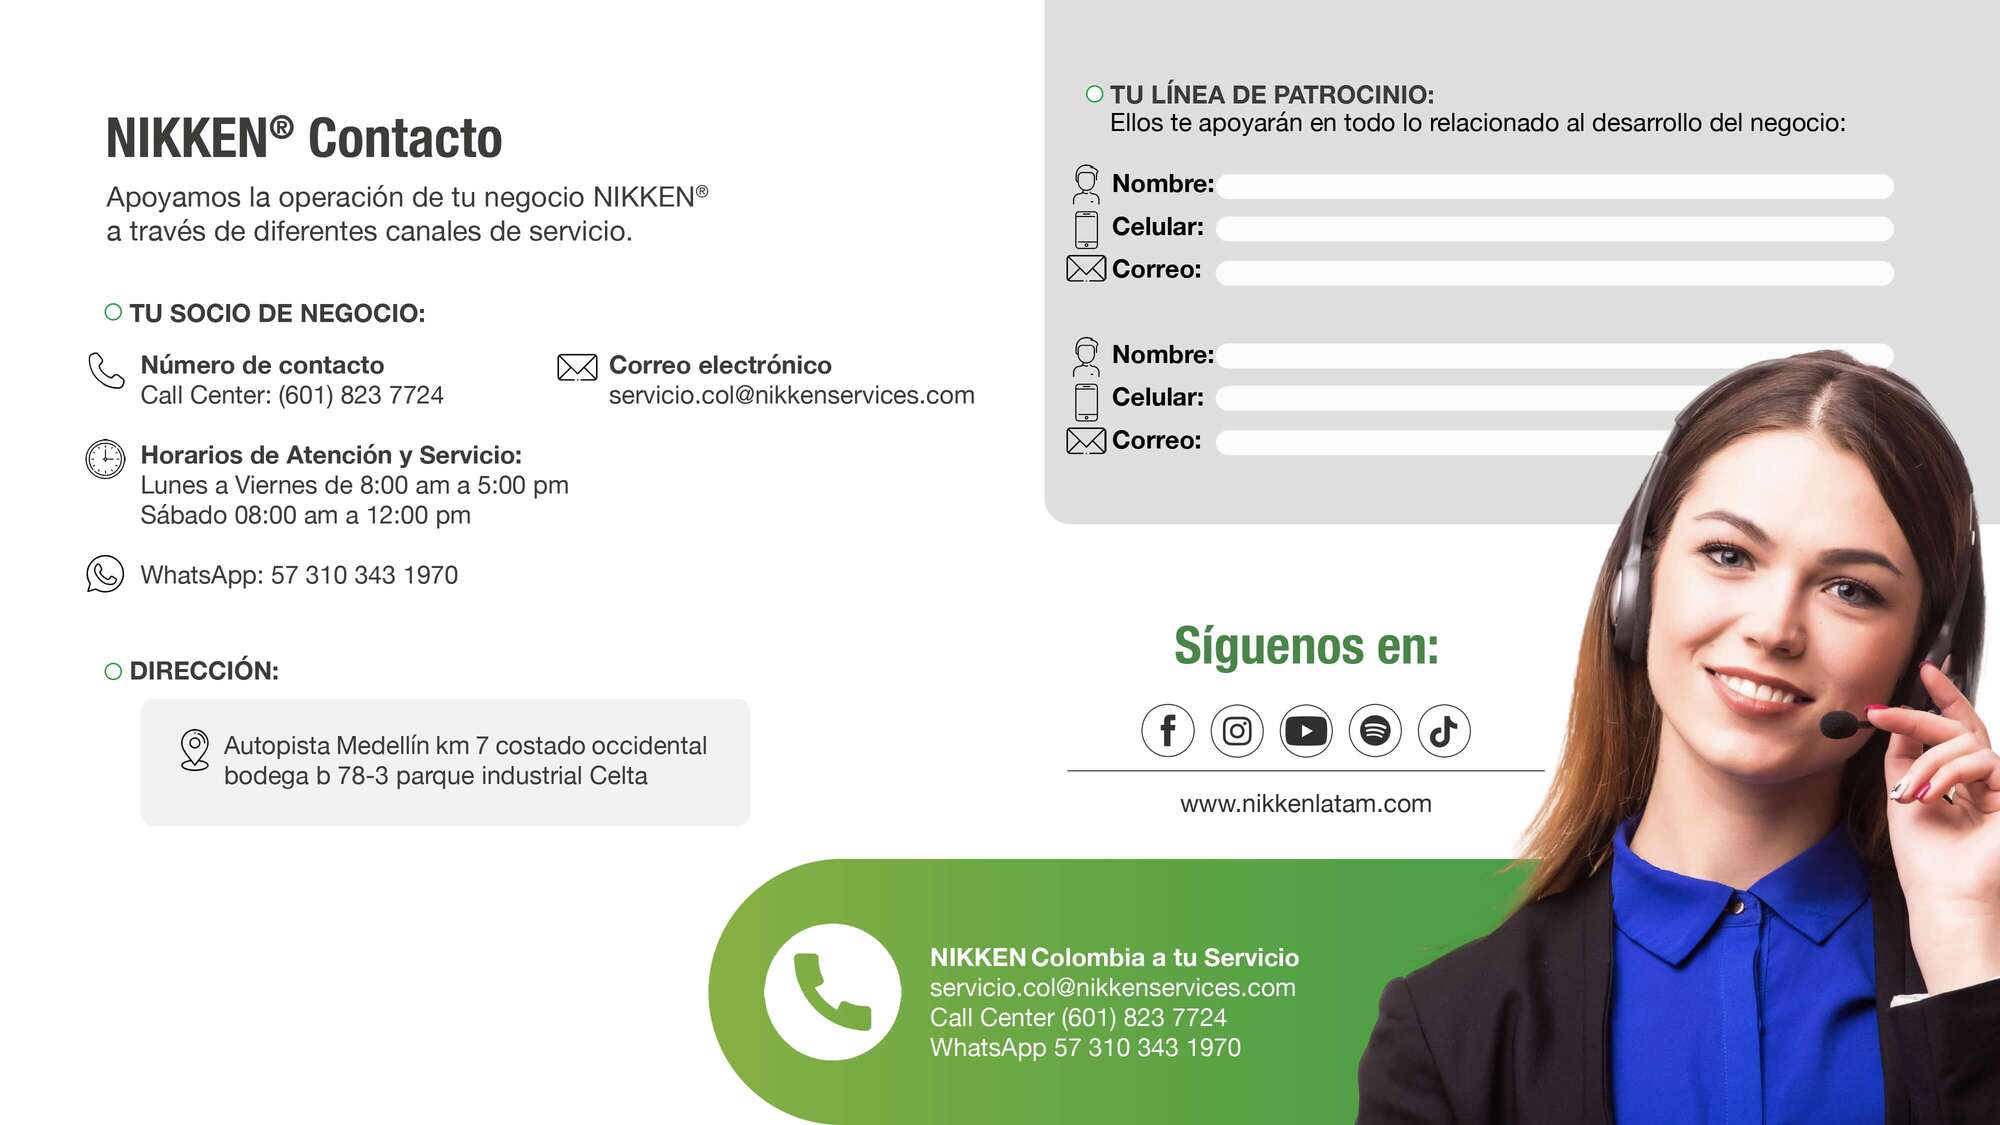 NIKKEN® Contacto
Apoyamos la operación de tu negocio NIKKEN®
a través de diferentes canales de servicio.
TU SOCIO DE NEGOCIO:
Número de contacto
Call Center: (601) 823 7724
Correo electrónico
servicio.col@nikkenservices.com
Horarios de Atención y Servicio:
Lunes a Viernes de 8:00 am a 5:00 pm
Sábado 08:00 am a 12:00 pm
WhatsApp: 57 310 343 1970
DIRECCIÓN:
Autopista Medellín km 7 costado occidental
bodega b 78-3 parque industrial Celta
TU LÍNEA DE PATROCINIO:
Ellos te apoyarán en todo lo relacionado al desarrollo del negocio:
Nombre:
Celular:
Correo:
Nombre:
Celular:
Correo:
Síguenos en:
www.nikkenlatam.com
NIKKEN Colombia a tu Servicio
servicio.col@nikkenservices.com
Call Center (601) 823 7724
WhatsApp 57 310 343 1970